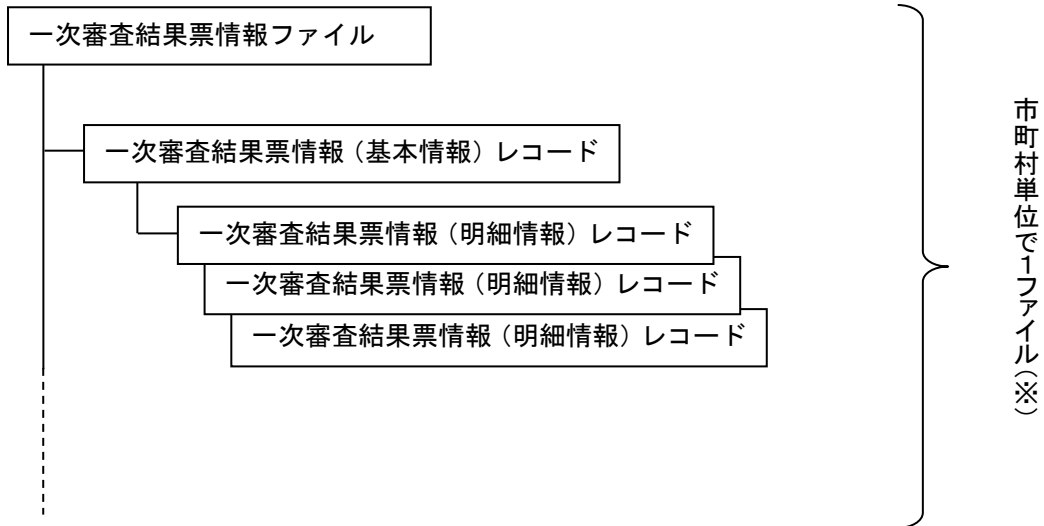 一次審査結果票情報ファイル
一次審査結果票情報（基本情報）レコード
一次審査結果票情報（明細情報）レコード
一次審査結果票情報（明細情報）レコード
一次審査結果票情報（明細情報）レコード
市町村単位で1ファイル（※）